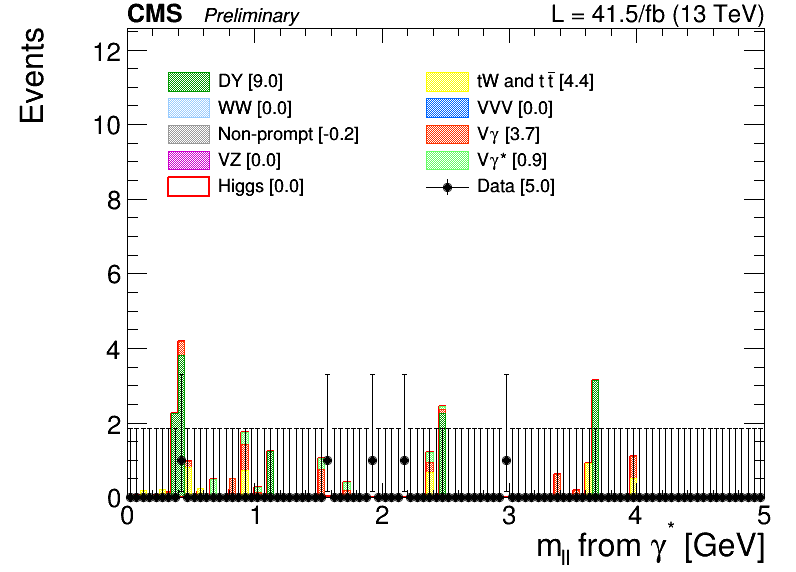 CMS Preliminary L = 41.5/fb (13 TeV)
Events
12
10
8
6
4
2
0
DY [9.0]
WW [0.0]
Non-prompt [-0.2]
VZ [0.0]
Higgs [0.0]
tW and tt̅ [4.4]
VVV [0.0]
Vγ [3.7]
Vγ* [0.9]
Data [5.0]
0 1 2 3 4 5
m_ll from γ* [GeV]